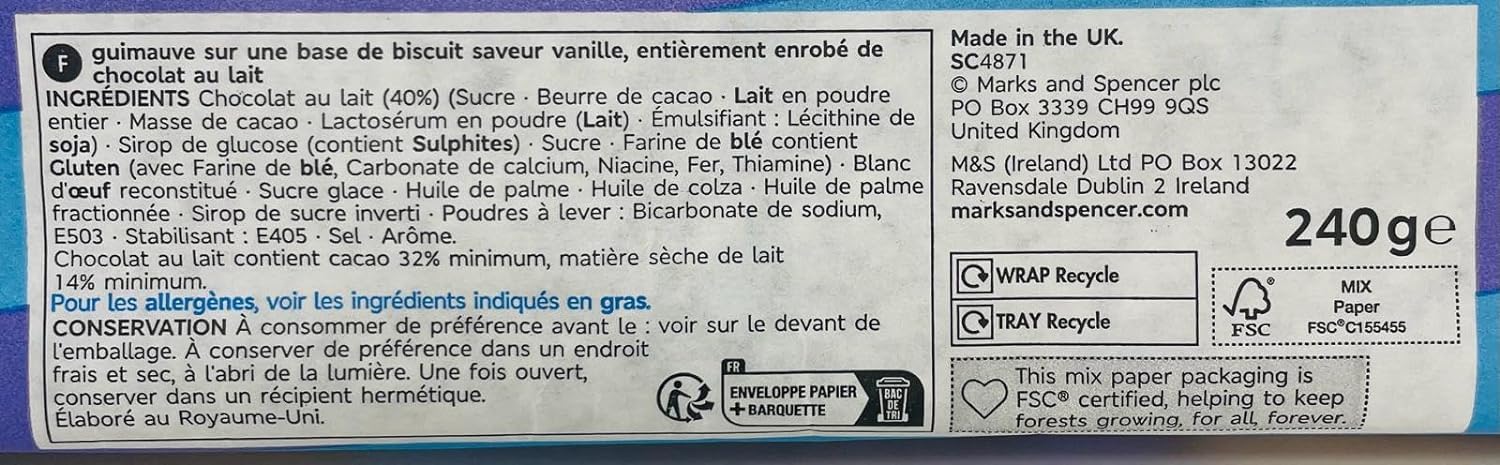 F
guimauve sur une base de biscuit saveur vanille, entièrement enrobé de
chocolat au lait
INGRÉDIENTS Chocolat au lait (40%) (Sucre · Beurre de cacao · Lait en poudre
entier · Masse de cacao · Lactosérum en poudre (Lait) · Émulsifiant : Lécithine de
soja) · Sirop de glucose (contient Sulphites) · Sucre · Farine de blé contient
Gluten (avec Farine de blé, Carbonate de calcium, Niacine, Fer, Thiamine) · Blanc
d'œuf reconstitué · Sucre glace · Huile de palme · Huile de colza · Huile de palme
fractionnée · Sirop de sucre inverti · Poudres à lever : Bicarbonate de sodium,
E503 · Stabilisant : E405 · Sel · Arôme.
Chocolat au lait contient cacao 32% minimum, matière sèche de lait
14% minimum.
Pour les allergènes, voir les ingrédients indiqués en gras.
CONSERVATION À consommer de préférence avant le : voir sur le devant de
l'emballage. À conserver de préférence dans un endroit
frais et sec, à l'abri de la lumière. Une fois ouvert,
conserver dans un récipient hermétique.
Élaboré au Royaume-Uni.
FR
ENVELOPPE PAPIER
+ BARQUETTE
BAC
DE
TRI
Made in the UK.
SC4871
© Marks and Spencer plc
PO Box 3339 CH99 9QS
United Kingdom
M&S (Ireland) Ltd PO Box 13022
Ravensdale Dublin 2 Ireland
marksandspencer.com
240g℮
WRAP Recycle
TRAY Recycle
®
FSC
MIX
Paper
FSC®C155455
This mix paper packaging is
FSC® certified, helping to keep
forests growing, for all, forever.